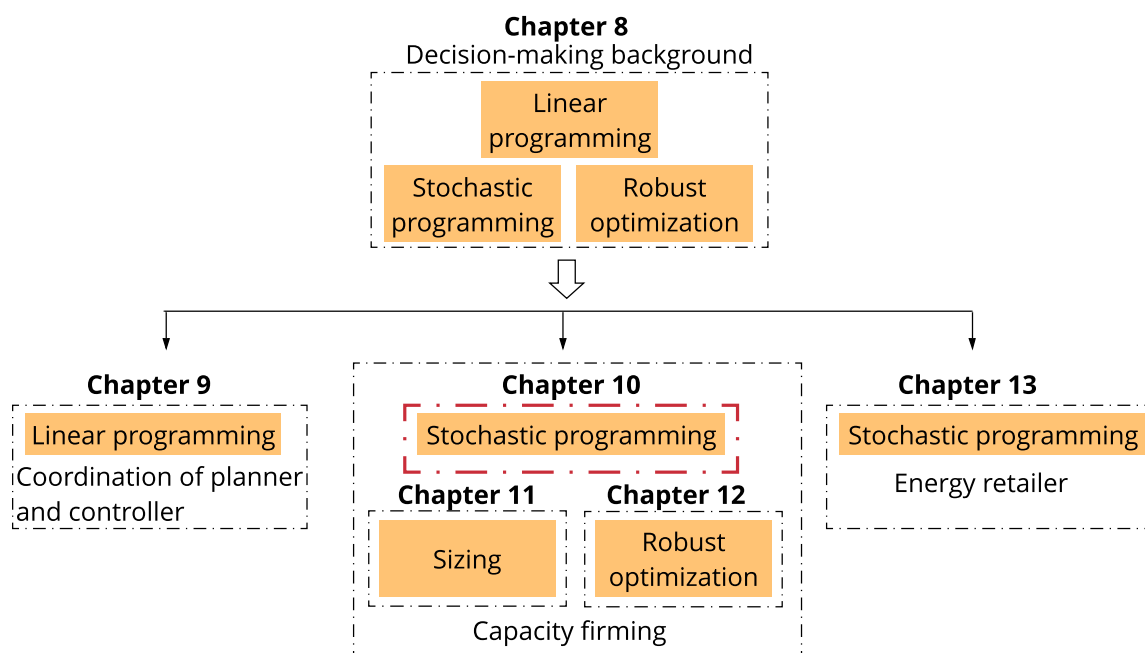 Chapter 8
Decision-making background
Linear
programming
Stochastic
programming
Robust
optimization
Chapter 9
Linear programming
Coordination of planner
and controller
Chapter 10
Stochastic programming
Chapter 11
Sizing
Chapter 12
Robust
optimization
Capacity firming
Chapter 13
Stochastic programming
Energy retailer